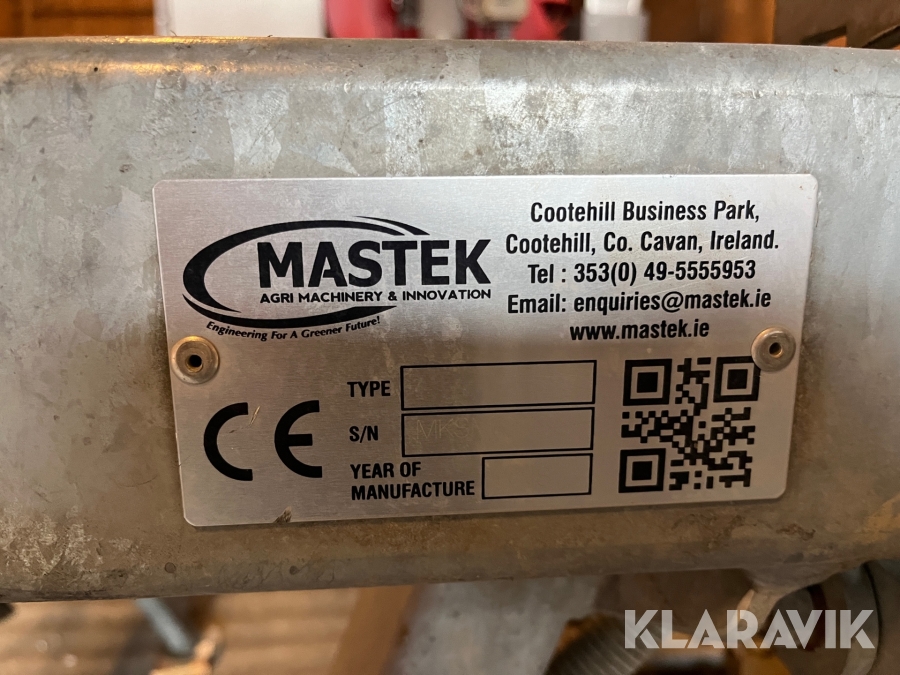 MASTEK
AGRI MACHINERY & INNOVATION
Engineering For A Greener Future!
Cootehill Business Park,
Cootehill, Co. Cavan, Ireland.
Tel : 353(0) 49-5555953
Email: enquiries@mastek.ie
www.mastek.ie
CE
TYPE
S/N
YEAR OF
MANUFACTURE
KLARAVIK